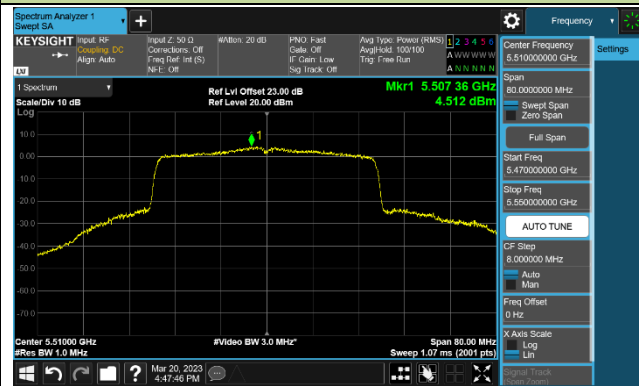 Spectrum Analyzer 1
Swept SA
Frequency
KEYSIGHT
Input: RF
Coupling: DC
Align: Auto
Input Z: 50 Ω
Corrections: Off
Freq Ref: Int (S)
NFE: Off
#Atten: 20 dB
PNO: Fast
Gate: Off
IF Gain: Low
Sig Track: Off
Avg Type: Power (RMS)
Avg|Hold: 100/100
Trig: Free Run
1 2 3 4 5 6
A W W W W W
A N N N N N
LXI
1 Spectrum
Scale/Div 10 dB
Log
Ref Lvl Offset 23.00 dB
Ref Level 20.00 dBm
Mkr1 5.507 36 GHz
4.512 dBm
1
10.0
0.00
-10.0
-20.0
-30.0
-40.0
-50.0
-60.0
-70.0
Center 5.51000 GHz
#Res BW 1.0 MHz
#Video BW 3.0 MHz*
Span 80.00 MHz
Sweep 1.07 ms (2001 pts)
Mar 20, 2023
4:47:46 PM
Center Frequency
5.510000000 GHz
Settings
Span
80.0000000 MHz
Swept Span
Zero Span
Full Span
Start Freq
5.470000000 GHz
Stop Freq
5.550000000 GHz
AUTO TUNE
CF Step
8.000000 MHz
Auto
Man
Freq Offset
0 Hz
X Axis Scale
Log
Lin
Signal Track
(Span Zoom)